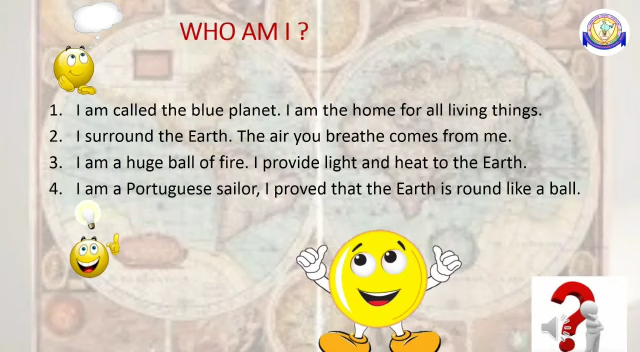 WHO AM I ?
1. I am called the blue planet. I am the home for all living things.
2. I surround the Earth. The air you breathe comes from me.
3. I am a huge ball of fire. I provide light and heat to the Earth.
4. I am a Portuguese sailor, I proved that the Earth is round like a ball.